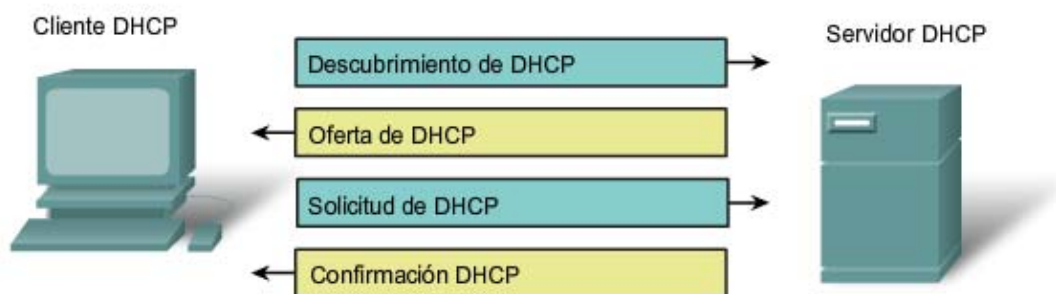 Cliente DHCP
Servidor DHCP
Descubrimiento de DHCP
Oferta de DHCP
Solicitud de DHCP
Confirmación DHCP